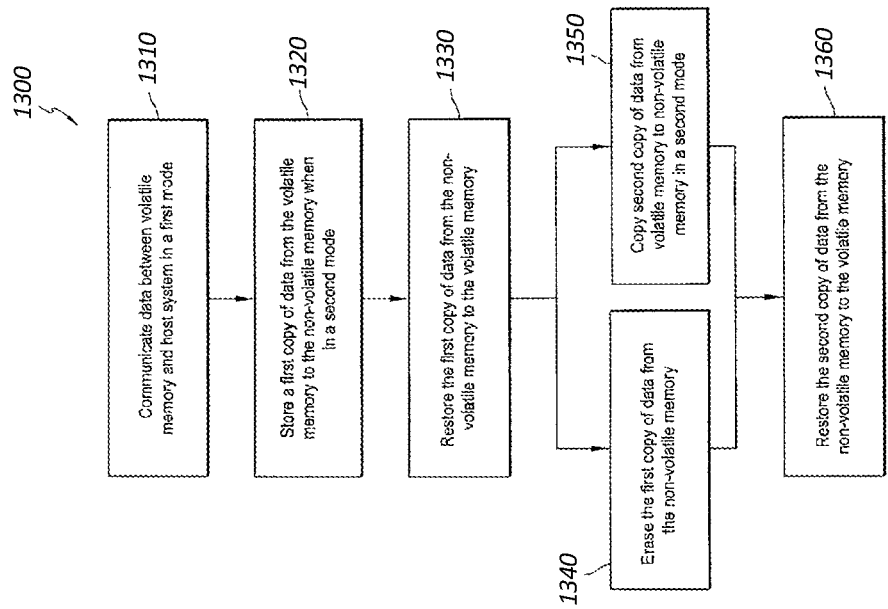 1300
1310
Communicate data between volatile
memory and host system in a first mode
1320
Store a first copy of data from the volatile
memory to the non-volatile memory when
in a second mode
1330
Restore the first copy of data from the non-
volatile memory to the volatile memory
1340
Erase the first copy of data from
the non-volatile memory
1350
Copy second copy of data from
volatile memory to non-volatile
memory in a second mode
1360
Restore the second copy of data from the
non-volatile memory to the volatile memory